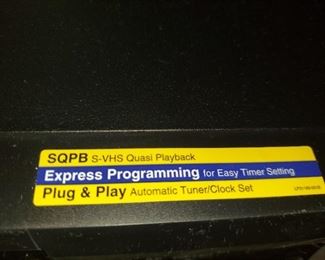 SQPB S-VHS Quasi Playback
Express Programming for Easy Timer Setting
Plug & Play Automatic Tuner/Clock Set